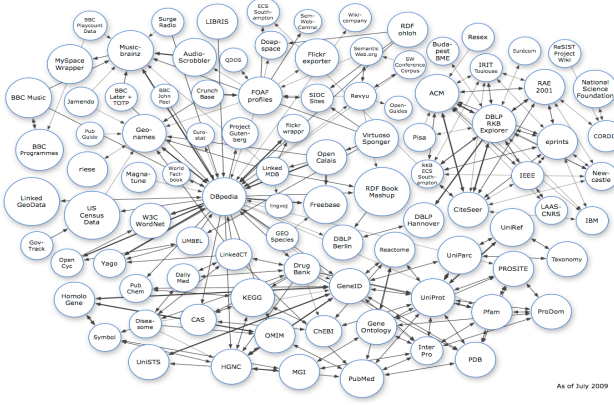 BBC
Playcount
Data
Surge
Radio
LIBRIS
ECS
South-
ampton
Sem-
Web-
Central
Wiki-
company
RDF
ohloh
Buda-
pest
BME
Resex
Eurécom
ReSIST
Project
Wiki
Music-
brainz
Audio-
Scrobbler
QDOS
Doap-
space
Flickr
exporter
Semantic
Web.org
SW
Conference
Corpus
IRIT
Toulouse
RAE
2001
National
Science
Foundation
MySpace
Wrapper
BBC Music
Jamendo
BBC
Later +
TOTP
BBC
John
Peel
Crunch
Base
FOAF
profiles
SIOC
Sites
Revyu
Open-
Guides
ACM
DBLP
RKB
Explorer
CORDIS
Pub
Guide
Geo-
names
Euro-
stat
Project
Guten-
berg
flickr
wrappr
Virtuoso
Sponger
Pisa
eprints
BBC
Programmes
Open
Calais
riese
Magna-
tune
World
Fact-
book
Linked
MDB
RKB
ECS
South-
ampton
IEEE
New-
castle
Linked
GeoData
US
Census
Data
W3C
WordNet
DBpedia
lingvoj
Freebase
RDF Book
Mashup
DBLP
Hannover
CiteSeer
LAAS-
CNRS
IBM
Gov-
Track
Open
Cyc
Yago
UMBEL
LinkedCT
GEO
Species
DBLP
Berlin
Reactome
UniParc
UniRef
Taxonomy
PROSITE
Daily
Med
Drug
Bank
Pub
Chem
Homolo
Gene
KEGG
GeneID
UniProt
Pfam
ProDom
Disea-
some
CAS
ChEBI
Gene
Ontology
Symbol
OMIM
Inter
Pro
UniSTS
HGNC
MGI
PubMed
PDB
As of July 2009